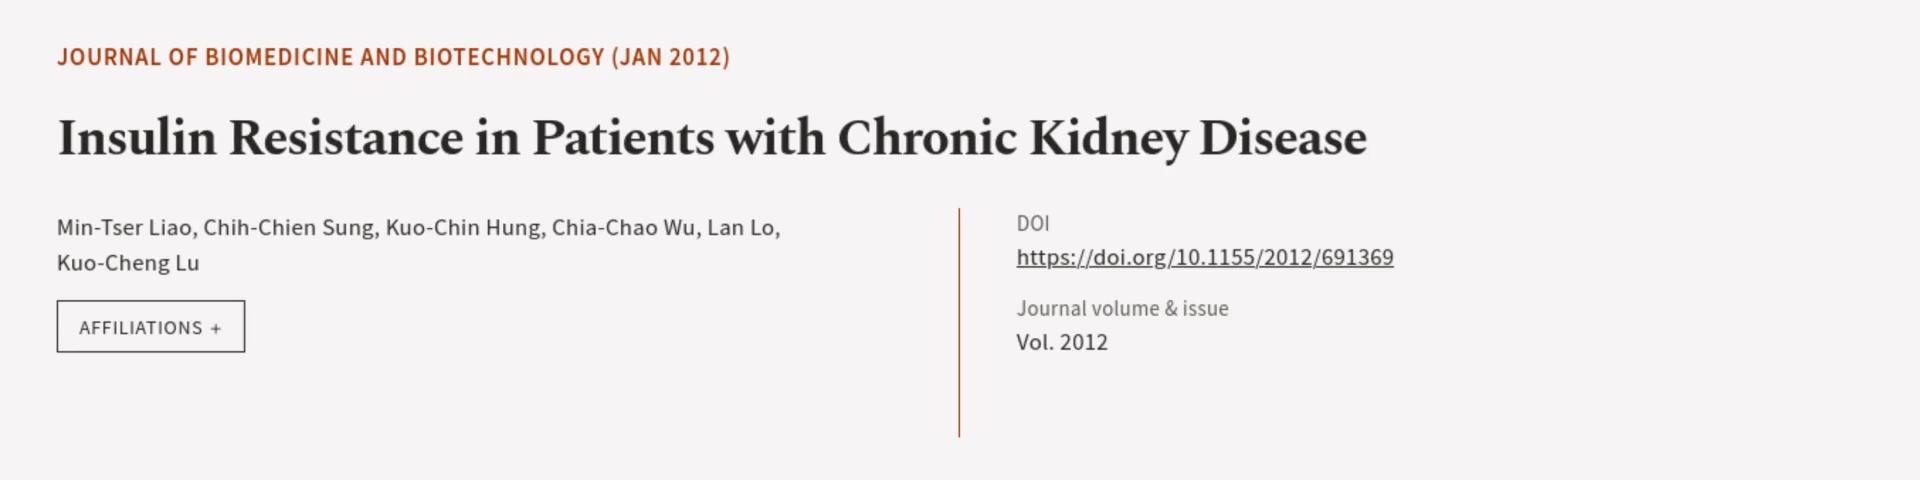 JOURNAL OF BIOMEDICINE AND BIOTECHNOLOGY (JAN 2012)
Insulin Resistance in Patients with Chronic Kidney Disease
Min-Tser Liao, Chih-Chien Sung, Kuo-Chin Hung, Chia-Chao Wu, Lan Lo,
Kuo-Cheng Lu
AFFILIATIONS +
DOI
https://doi.org/10.1155/2012/691369
Journal volume & issue
Vol. 2012